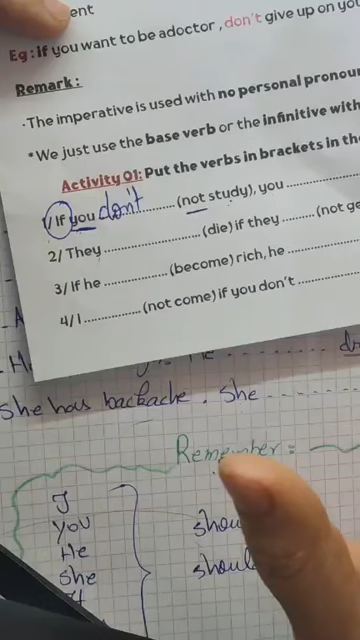 ent
Eg: If you want to be adoctor , don't give up on you
Remark :
·The imperative is used with no personal pronou
*We just use the base verb or the infinitive with
Activity 01: Put the verbs in brackets in the
1/ If you don't............ (not study), you ..................
2/ They......................... (die) if they ......... (not ge
3/ If he ................ (become) rich, he ................
4/ I ............... (not come) if you don't ...............
She has backache . She ............
Remember :
I
You
He
She
shou
should